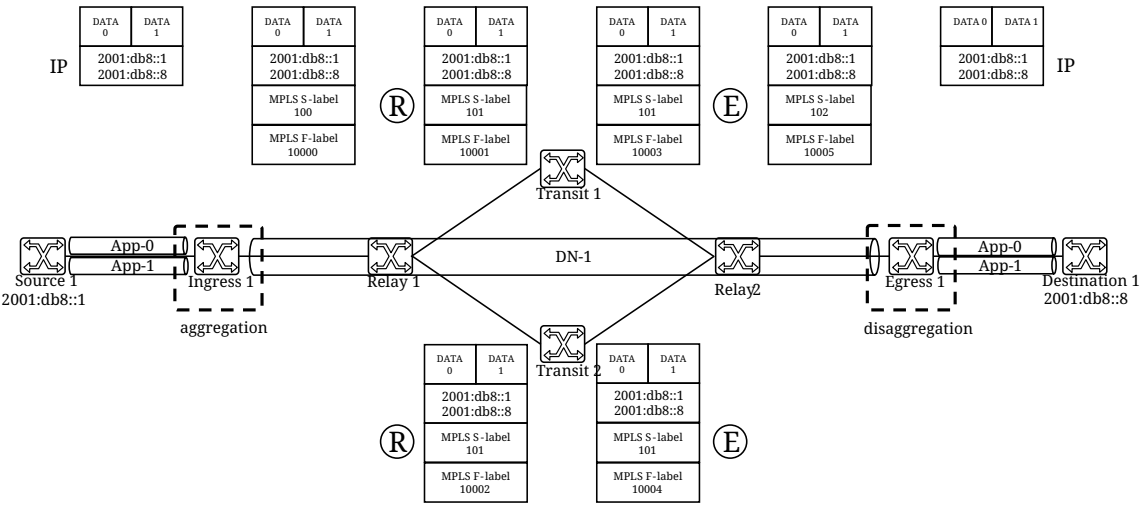 DATA 0
DATA 1
2001:db8::1
2001:db8::8
IP
DATA 0
DATA 1
2001:db8::1
2001:db8::8
MPLS S-label
100
MPLS F-label
10000
R
DATA 0
DATA 1
2001:db8::1
2001:db8::8
MPLS S-label
101
MPLS F-label
10001
DATA 0
DATA 1
2001:db8::1
2001:db8::8
MPLS S-label
101
MPLS F-label
10003
E
DATA 0
DATA 1
2001:db8::1
2001:db8::8
MPLS S-label
102
MPLS F-label
10005
DATA 0
DATA 1
2001:db8::1
2001:db8::8
IP
Transit 1
App-0
App-1
Source 1
2001:db8::1
Ingress 1
aggregation
Relay 1
DN-1
Relay2
Egress 1
disaggregation
App-0
App-1
Destination 1
2001:db8::8
Transit 2
R
DATA 0
DATA 1
2001:db8::1
2001:db8::8
MPLS S-label
101
MPLS F-label
10002
DATA 0
DATA 1
2001:db8::1
2001:db8::8
MPLS S-label
101
MPLS F-label
10004
E